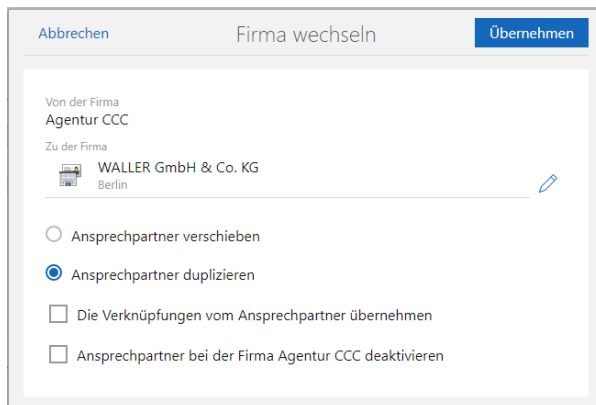 Abbrechen Firma wechseln Übernehmen
Von der Firma
Agentur CCC
Zu der Firma
WALLER GmbH & Co. KG
Berlin
Ansprechpartner verschieben
Ansprechpartner duplizieren
Die Verknüpfungen vom Ansprechpartner übernehmen
Ansprechpartner bei der Firma Agentur CCC deaktivieren